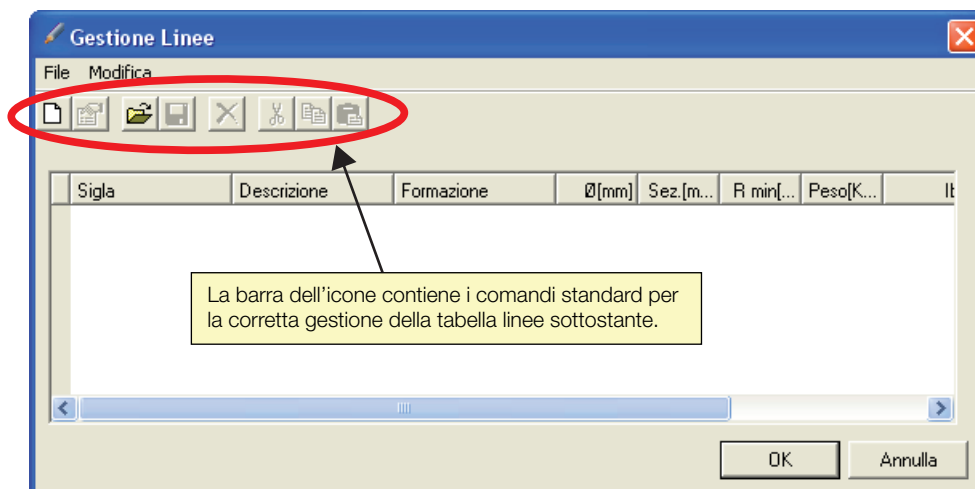 Gestione Linee
File Modifica
Sigla Descrizione Formazione Ø[mm] Sez.[m... R min[... Peso[K... It
La barra dell'icone contiene i comandi standard per
la corretta gestione della tabella linee sottostante.
OK Annulla